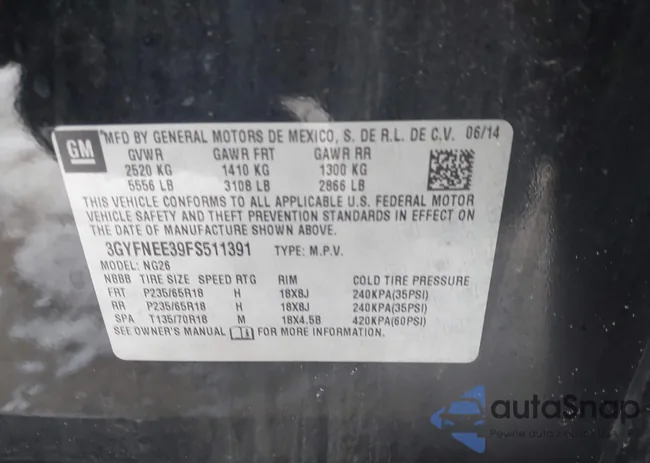 GM
MFD BY GENERAL MOTORS DE MEXICO, S. DE R.L. DE C.V. 06/14
GVWR GAWR FRT GAWR RR
2520 KG 1410 KG 1300 KG
5556 LB 3108 LB 2866 LB
THIS VEHICLE CONFORMS TO ALL APPLICABLE U.S. FEDERAL MOTOR
VEHICLE SAFETY AND THEFT PREVENTION STANDARDS IN EFFECT ON
THE DATE OF MANUFACTURE SHOWN ABOVE.
3GYFNEE39FS511391 TYPE: M.P.V.
MODEL: NG26
NBBB TIRE SIZE SPEED RTG RIM COLD TIRE PRESSURE
FRT P235/65R18 H 18X8J 240KPA(35PSI)
RR P235/65R18 H 18X8J 240KPA(35PSI)
SPA T135/70R18 M 18X4.5B 420KPA(60PSI)
SEE OWNER'S MANUAL FOR MORE INFORMATION.
autoSnap
Pewne auta z